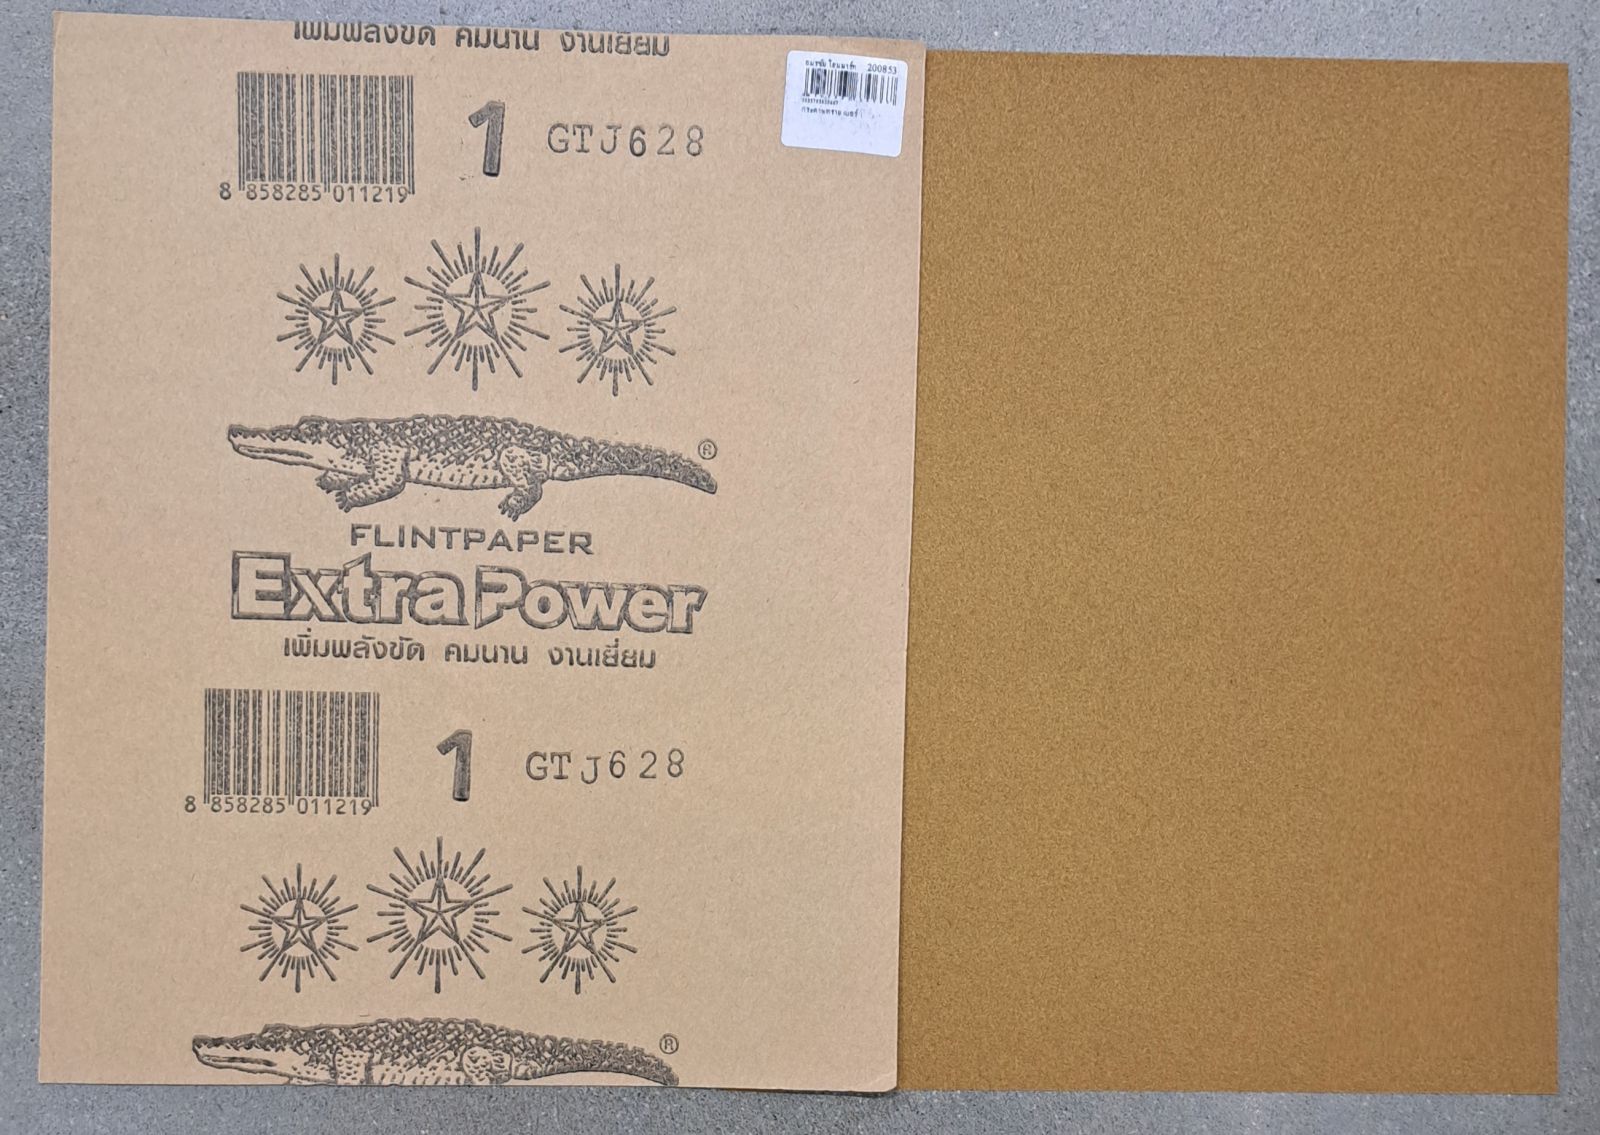 เพิ่มพลังขัด คมนาน งานเยี่ยม
200853
8 858285 011219
1 GTJ628
®
FLINTPAPER
Extra Power
เพิ่มพลังขัด คมนาน งานเยี่ยม
8 858285 011219
1 GTJ628
®